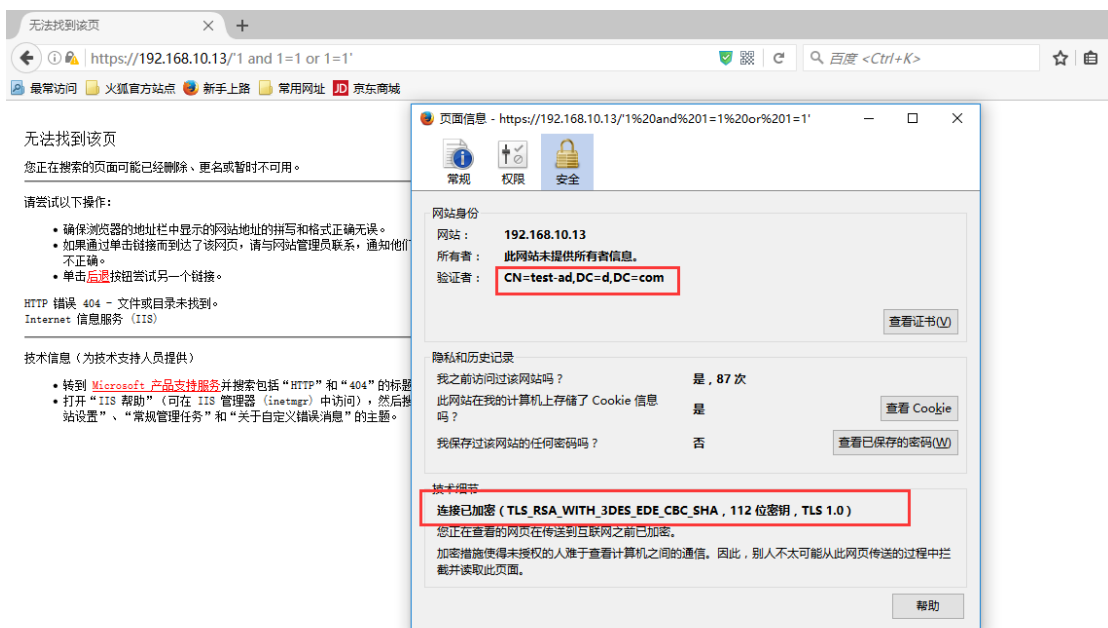 无法找到该页
https://192.168.10.13/'1 and 1=1 or 1=1'
百度 <Ctrl+K>
最常访问 火狐官方站点 新手上路 常用网址 JD 京东商城
无法找到该页
您正在搜索的页面可能已经删除、更名或暂时不可用。
请尝试以下操作:
确保浏览器的地址栏中显示的网站地址的拼写和格式正确无误。
如果通过单击链接而到达了该网页，请与网站管理员联系，通知他们
不正确。
单击后退按钮尝试另一个链接。
HTTP 错误 404 - 文件或目录未找到。
Internet 信息服务 (IIS)
技术信息（为技术支持人员提供）
转到 Microsoft 产品支持服务并搜索包括“HTTP”和“404”的标题
打开“IIS 帮助”（可在 IIS 管理器 (inetmgr) 中访问），然后搜
站设置”、“常规管理任务”和“关于自定义错误消息”的主题。
页面信息 - https://192.168.10.13/'1%20and%201=1%20or%201=1'
常规 权限 安全
网站身份
网站： 192.168.10.13
所有者： 此网站未提供所有者信息。
验证者： CN=test-ad,DC=d,DC=com
查看证书(V)
隐私和历史记录
我之前访问过该网站吗？ 是，87 次
此网站在我的计算机上存储了 Cookie 信息
吗？ 是 查看 Cookie
我保存过该网站的任何密码吗？ 否 查看已保存的密码(W)
技术细节
连接已加密（TLS_RSA_WITH_3DES_EDE_CBC_SHA，112 位密钥，TLS 1.0）
您正在查看的网页在传送到互联网之前已加密。
加密措施使得未授权的人难于查看计算机之间的通信。因此，别人不太可能从此网页传送的过程中拦
截并读取此页面。
帮助